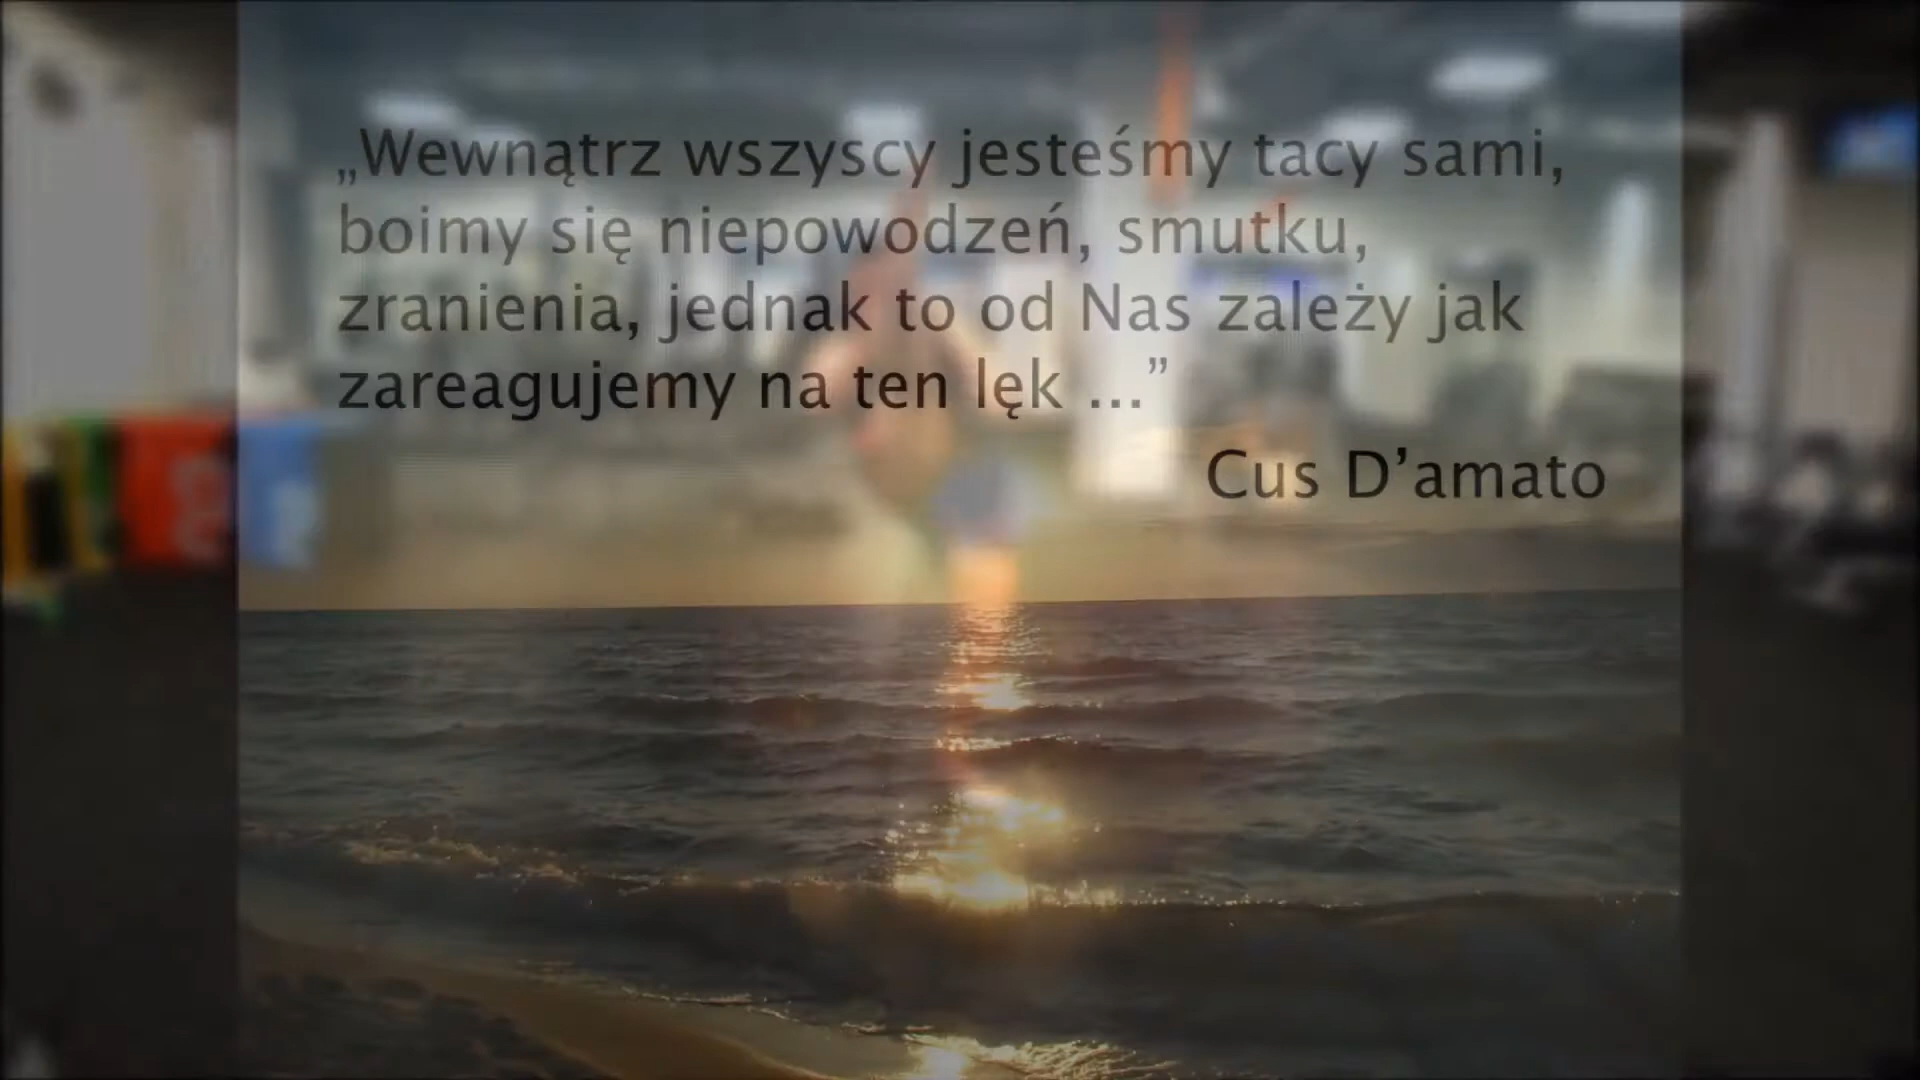 „Wewnątrz wszyscy jesteśmy tacy sami,
boimy się niepowodzeń, smutku,
zranienia, jednak to od Nas zależy jak
zareagujemy na ten lęk ...”
Cus D’amato